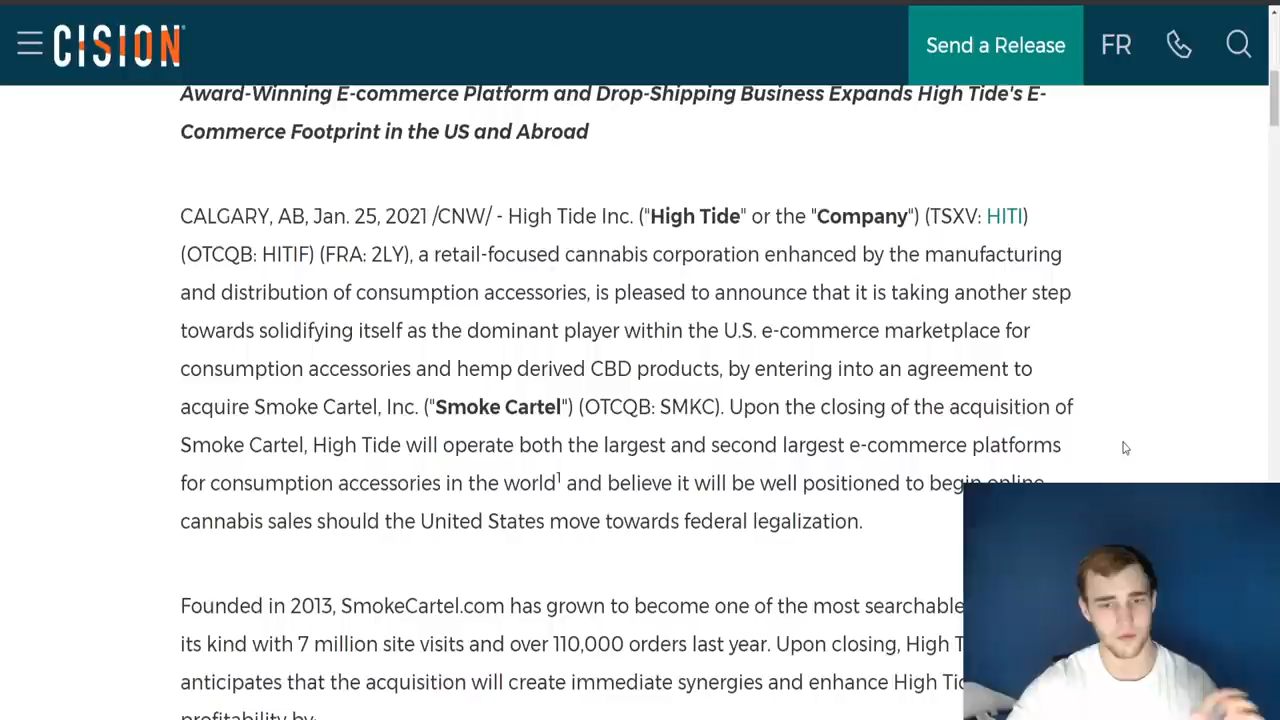 CISION
Send a Release
FR
Award-Winning E-commerce Platform and Drop-Shipping Business Expands High Tide's E-
Commerce Footprint in the US and Abroad
CALGARY, AB, Jan. 25, 2021 /CNW/ - High Tide Inc. ("High Tide" or the "Company") (TSXV: HITI)
(OTCQB: HITIF) (FRA: 2LY), a retail-focused cannabis corporation enhanced by the manufacturing
and distribution of consumption accessories, is pleased to announce that it is taking another step
towards solidifying itself as the dominant player within the U.S. e-commerce marketplace for
consumption accessories and hemp derived CBD products, by entering into an agreement to
acquire Smoke Cartel, Inc. ("Smoke Cartel") (OTCQB: SMKC). Upon the closing of the acquisition of
Smoke Cartel, High Tide will operate both the largest and second largest e-commerce platforms
for consumption accessories in the world¹ and believe it will be well positioned to begin online
cannabis sales should the United States move towards federal legalization.
Founded in 2013, SmokeCartel.com has grown to become one of the most searchable
its kind with 7 million site visits and over 110,000 orders last year. Upon closing, High
anticipates that the acquisition will create immediate synergies and enhance High
profitability by: